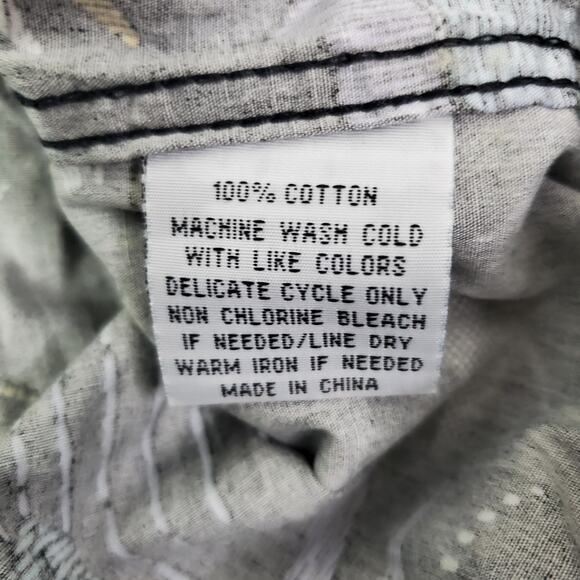 100% COTTON
MACHINE WASH COLD
WITH LIKE COLORS
DELICATE CYCLE ONLY
NON CHLORINE BLEACH
IF NEEDED/LINE DRY
WARM IRON IF NEEDED
MADE IN CHINA